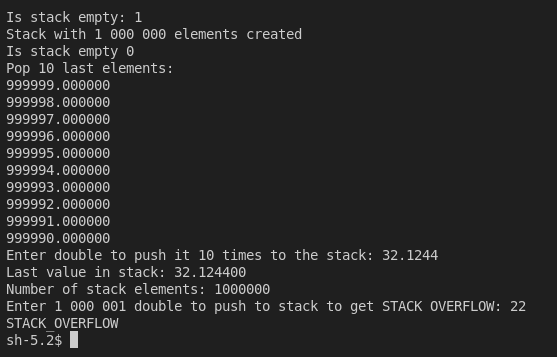 Is stack empty: 1
Stack with 1 000 000 elements created
Is stack empty 0
Pop 10 last elements:
999999.000000
999998.000000
999997.000000
999996.000000
999995.000000
999994.000000
999993.000000
999992.000000
999991.000000
999990.000000
Enter double to push it 10 times to the stack: 32.1244
Last value in stack: 32.124400
Number of stack elements: 1000000
Enter 1 000 001 double to push to stack to get STACK OVERFLOW: 22
STACK_OVERFLOW
sh-5.2$